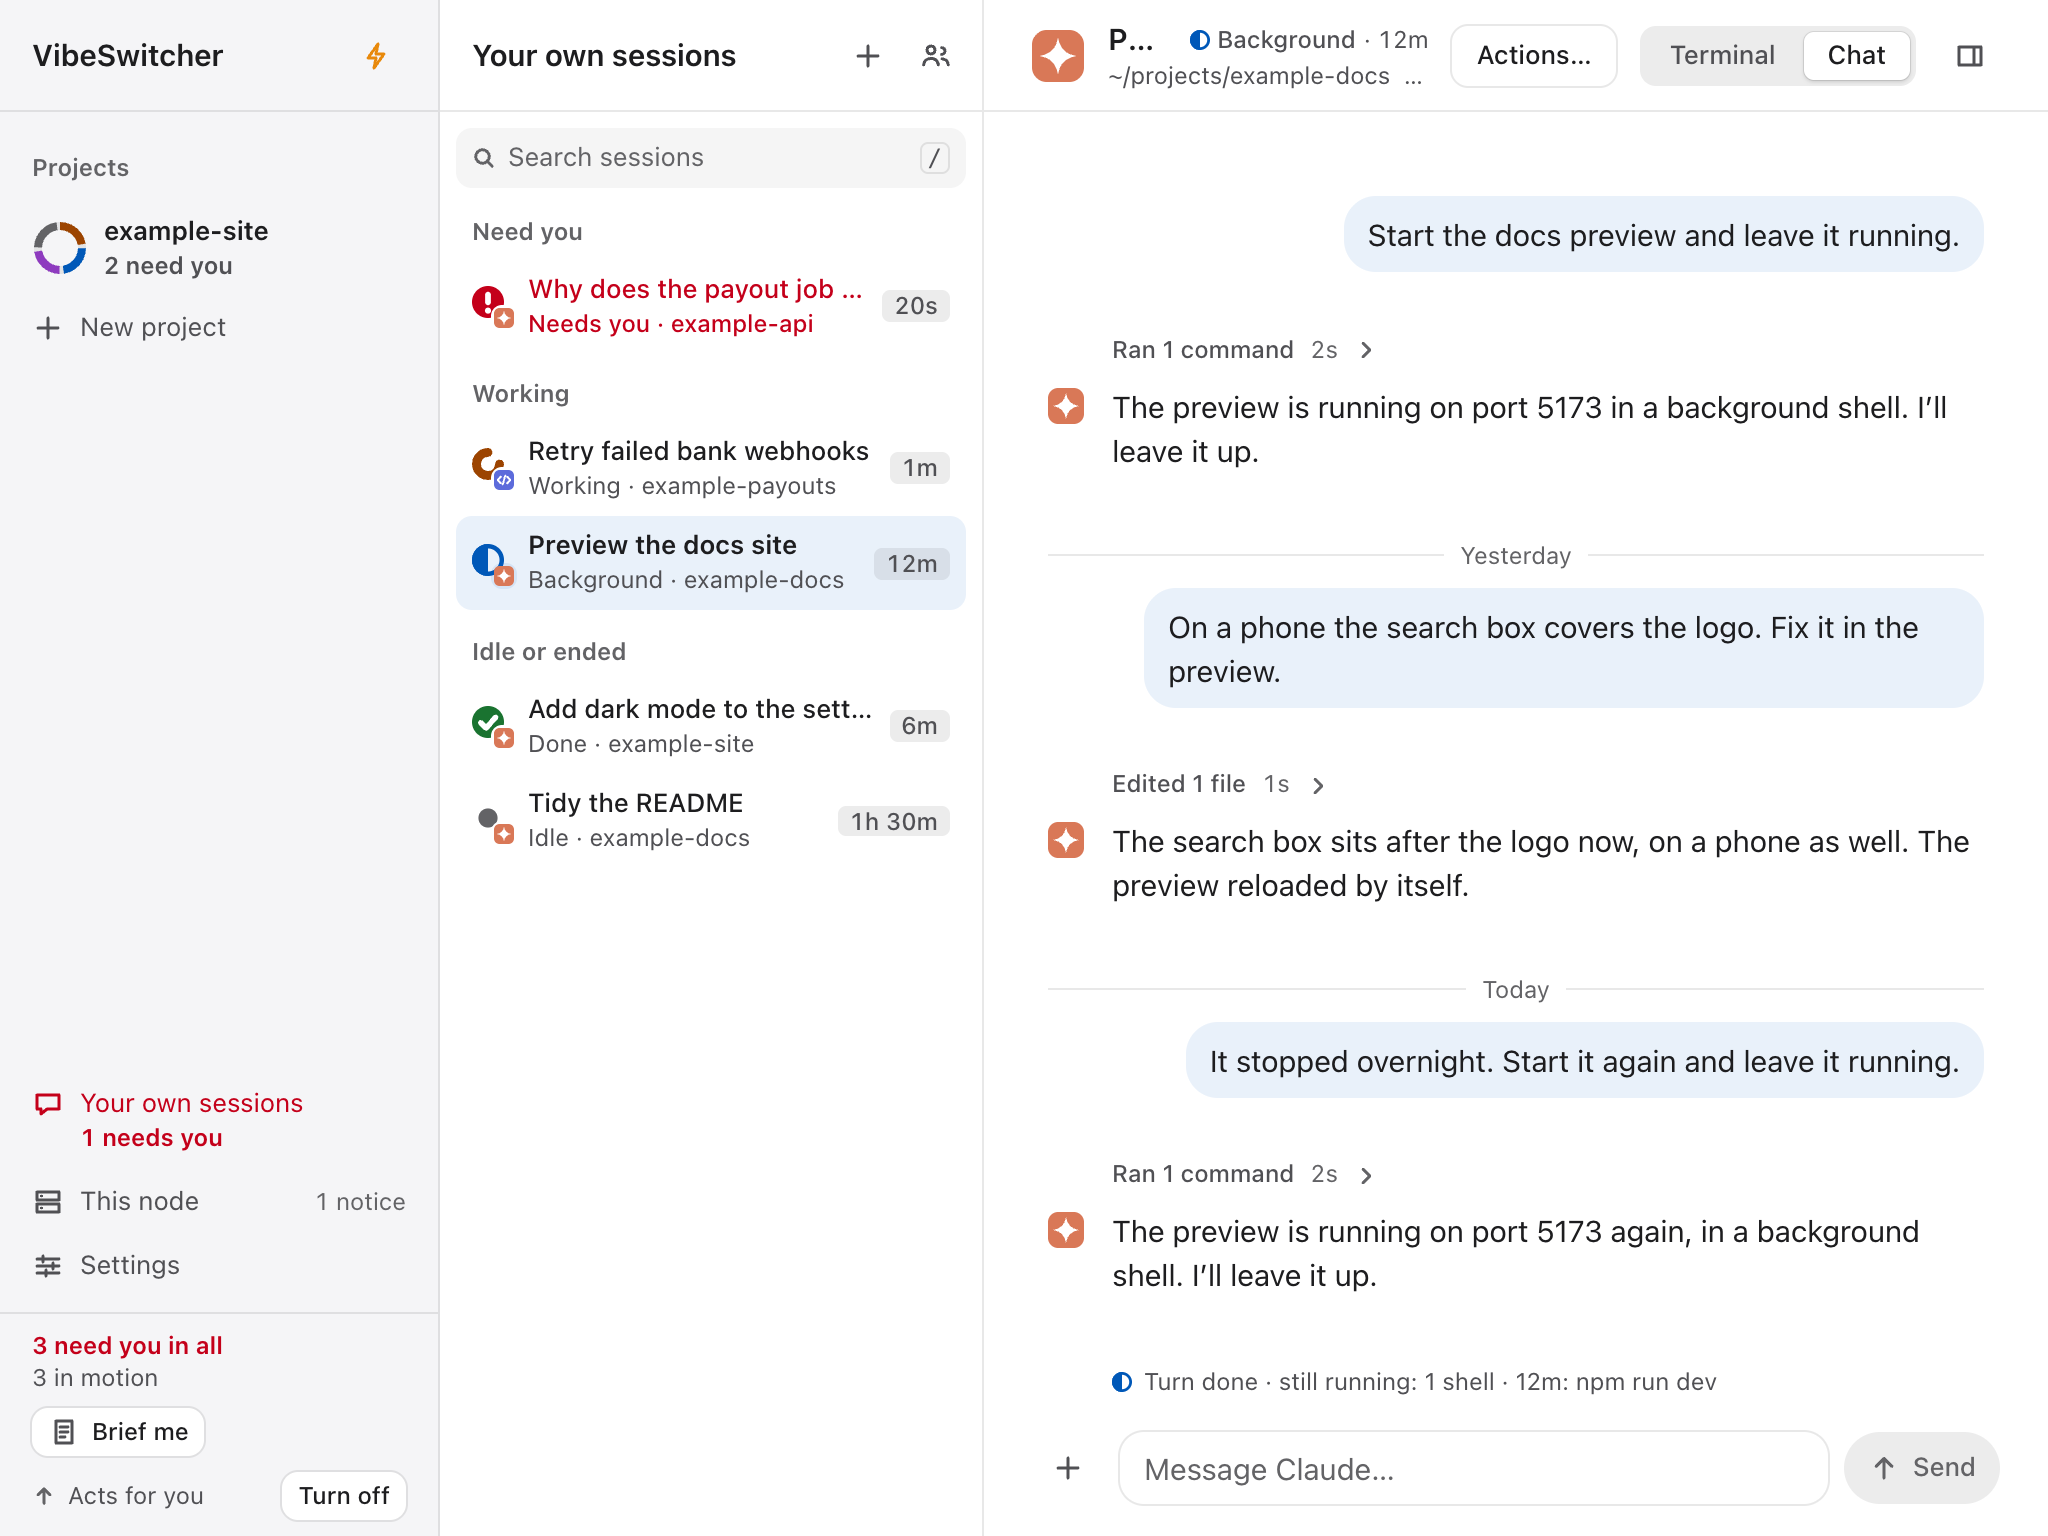 VibeSwitcher
Projects
example-site
2 need you
New project
Your own sessions
1 needs you
This node
1 notice
Settings
3 need you in all
3 in motion
Brief me
Acts for you
Turn off
Your own sessions
Search sessions
/
Need you
Why does the payout job ...
Needs you · example-api
20s
Working
Retry failed bank webhooks
Working · example-payouts
1m
Preview the docs site
Background · example-docs
12m
Idle or ended
Add dark mode to the sett...
Done · example-site
6m
Tidy the README
Idle · example-docs
1h 30m
P...
Background · 12m
~/projects/example-docs ...
Actions...
Terminal
Chat
Start the docs preview and leave it running.
Ran 1 command 2s
The preview is running on port 5173 in a background shell. I’ll
leave it up.
Yesterday
On a phone the search box covers the logo. Fix it in the
preview.
Edited 1 file 1s
The search box sits after the logo now, on a phone as well. The
preview reloaded by itself.
Today
It stopped overnight. Start it again and leave it running.
Ran 1 command 2s
The preview is running on port 5173 again, in a background
shell. I’ll leave it up.
Turn done · still running: 1 shell · 12m: npm run dev
Message Claude...
Send